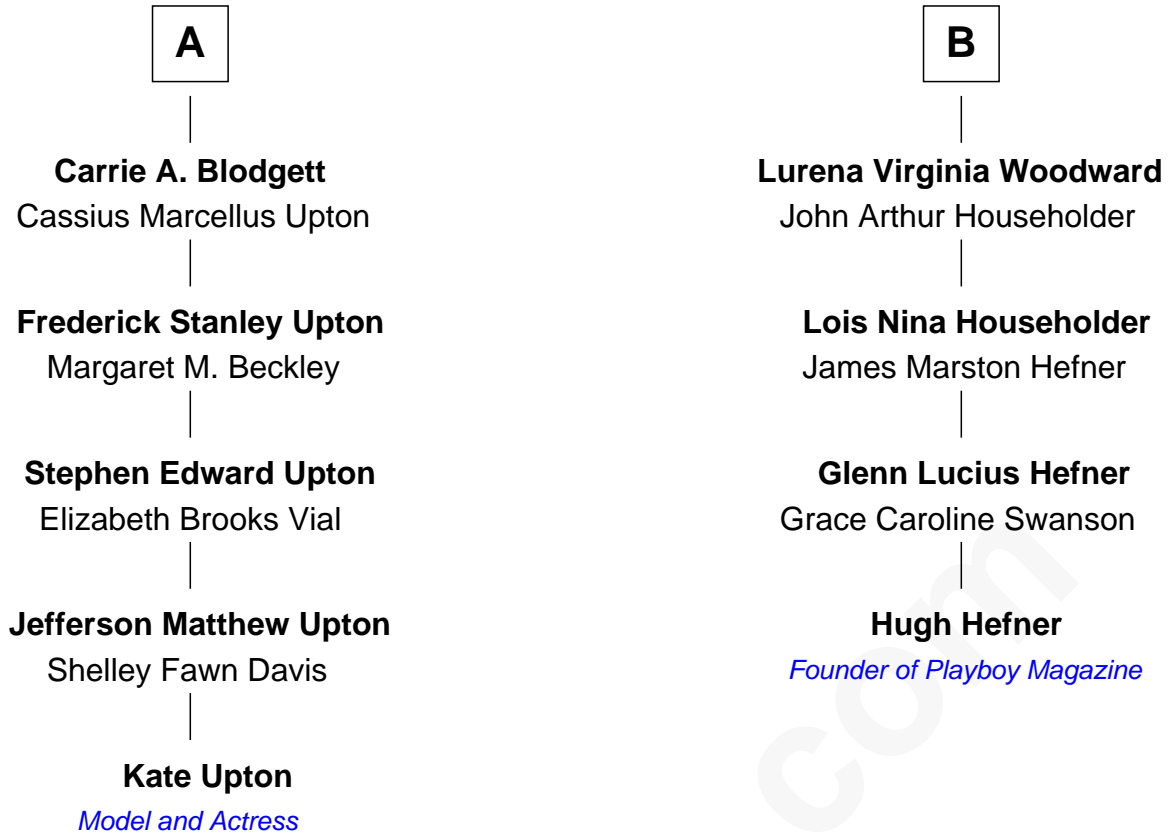 A
Carrie A. Blodgett
Cassius Marcellus Upton
Frederick Stanley Upton
Margaret M. Beckley
Stephen Edward Upton
Elizabeth Brooks Vial
Jefferson Matthew Upton
Shelley Fawn Davis
Kate Upton
Model and Actress
B
Lurena Virginia Woodward
John Arthur Householder
Lois Nina Householder
James Marston Hefner
Glenn Lucius Hefner
Grace Caroline Swanson
Hugh Hefner
Founder of Playboy Magazine
com